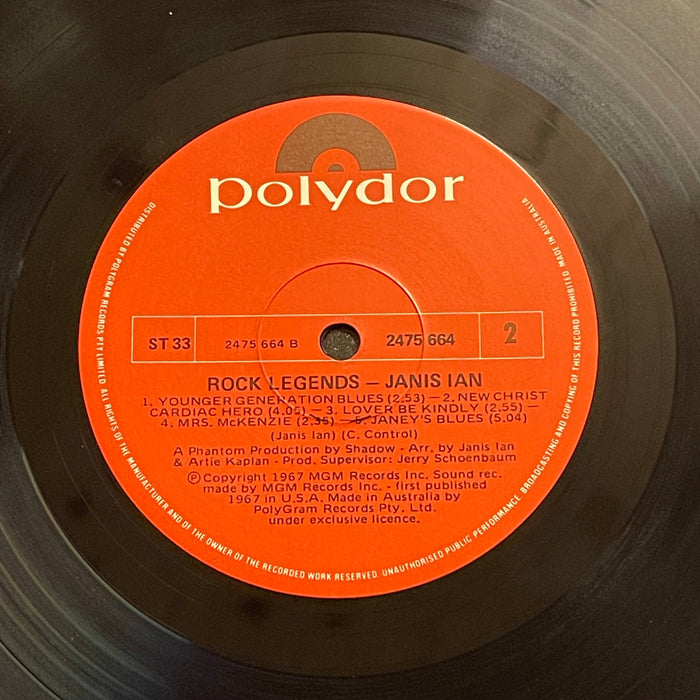 polydor
ST 33 2475 664 B 2475 664 2
ROCK LEGENDS – JANIS IAN
1. YOUNGER GENERATION BLUES (2.53) – 2. NEW CHRIST
CARDIAC HERO (4.05) – 3. LOVER BE KINDLY (2.55) –
4. MRS. McKENZIE (2.35) – 5. JANEY'S BLUES (5.04)
(Janis Ian) (C. Control)
A Phantom Production by Shadow - Arr. by Janis Ian
& Artie Kaplan - Prod. Supervisor: Jerry Schoenbaum
Ⓟ Copyright 1967 MGM Records Inc. Sound rec.
made by MGM Records Inc. - first published
1967 in U.S.A. Made in Australia by
PolyGram Records Pty, Ltd.
under exclusive licence.
DISTRIBUTED BY POLYGRAM RECORDS PTY LIMITED ALL RIGHTS OF THE MANUFACTURER AND OF THE OWNER OF THE RECORDED WORK RESERVED UNAUTHORISED PUBLIC PERFORMANCE BROADCASTING AND COPYING OF THIS RECORD PROHIBITED MADE IN AUSTRALIA